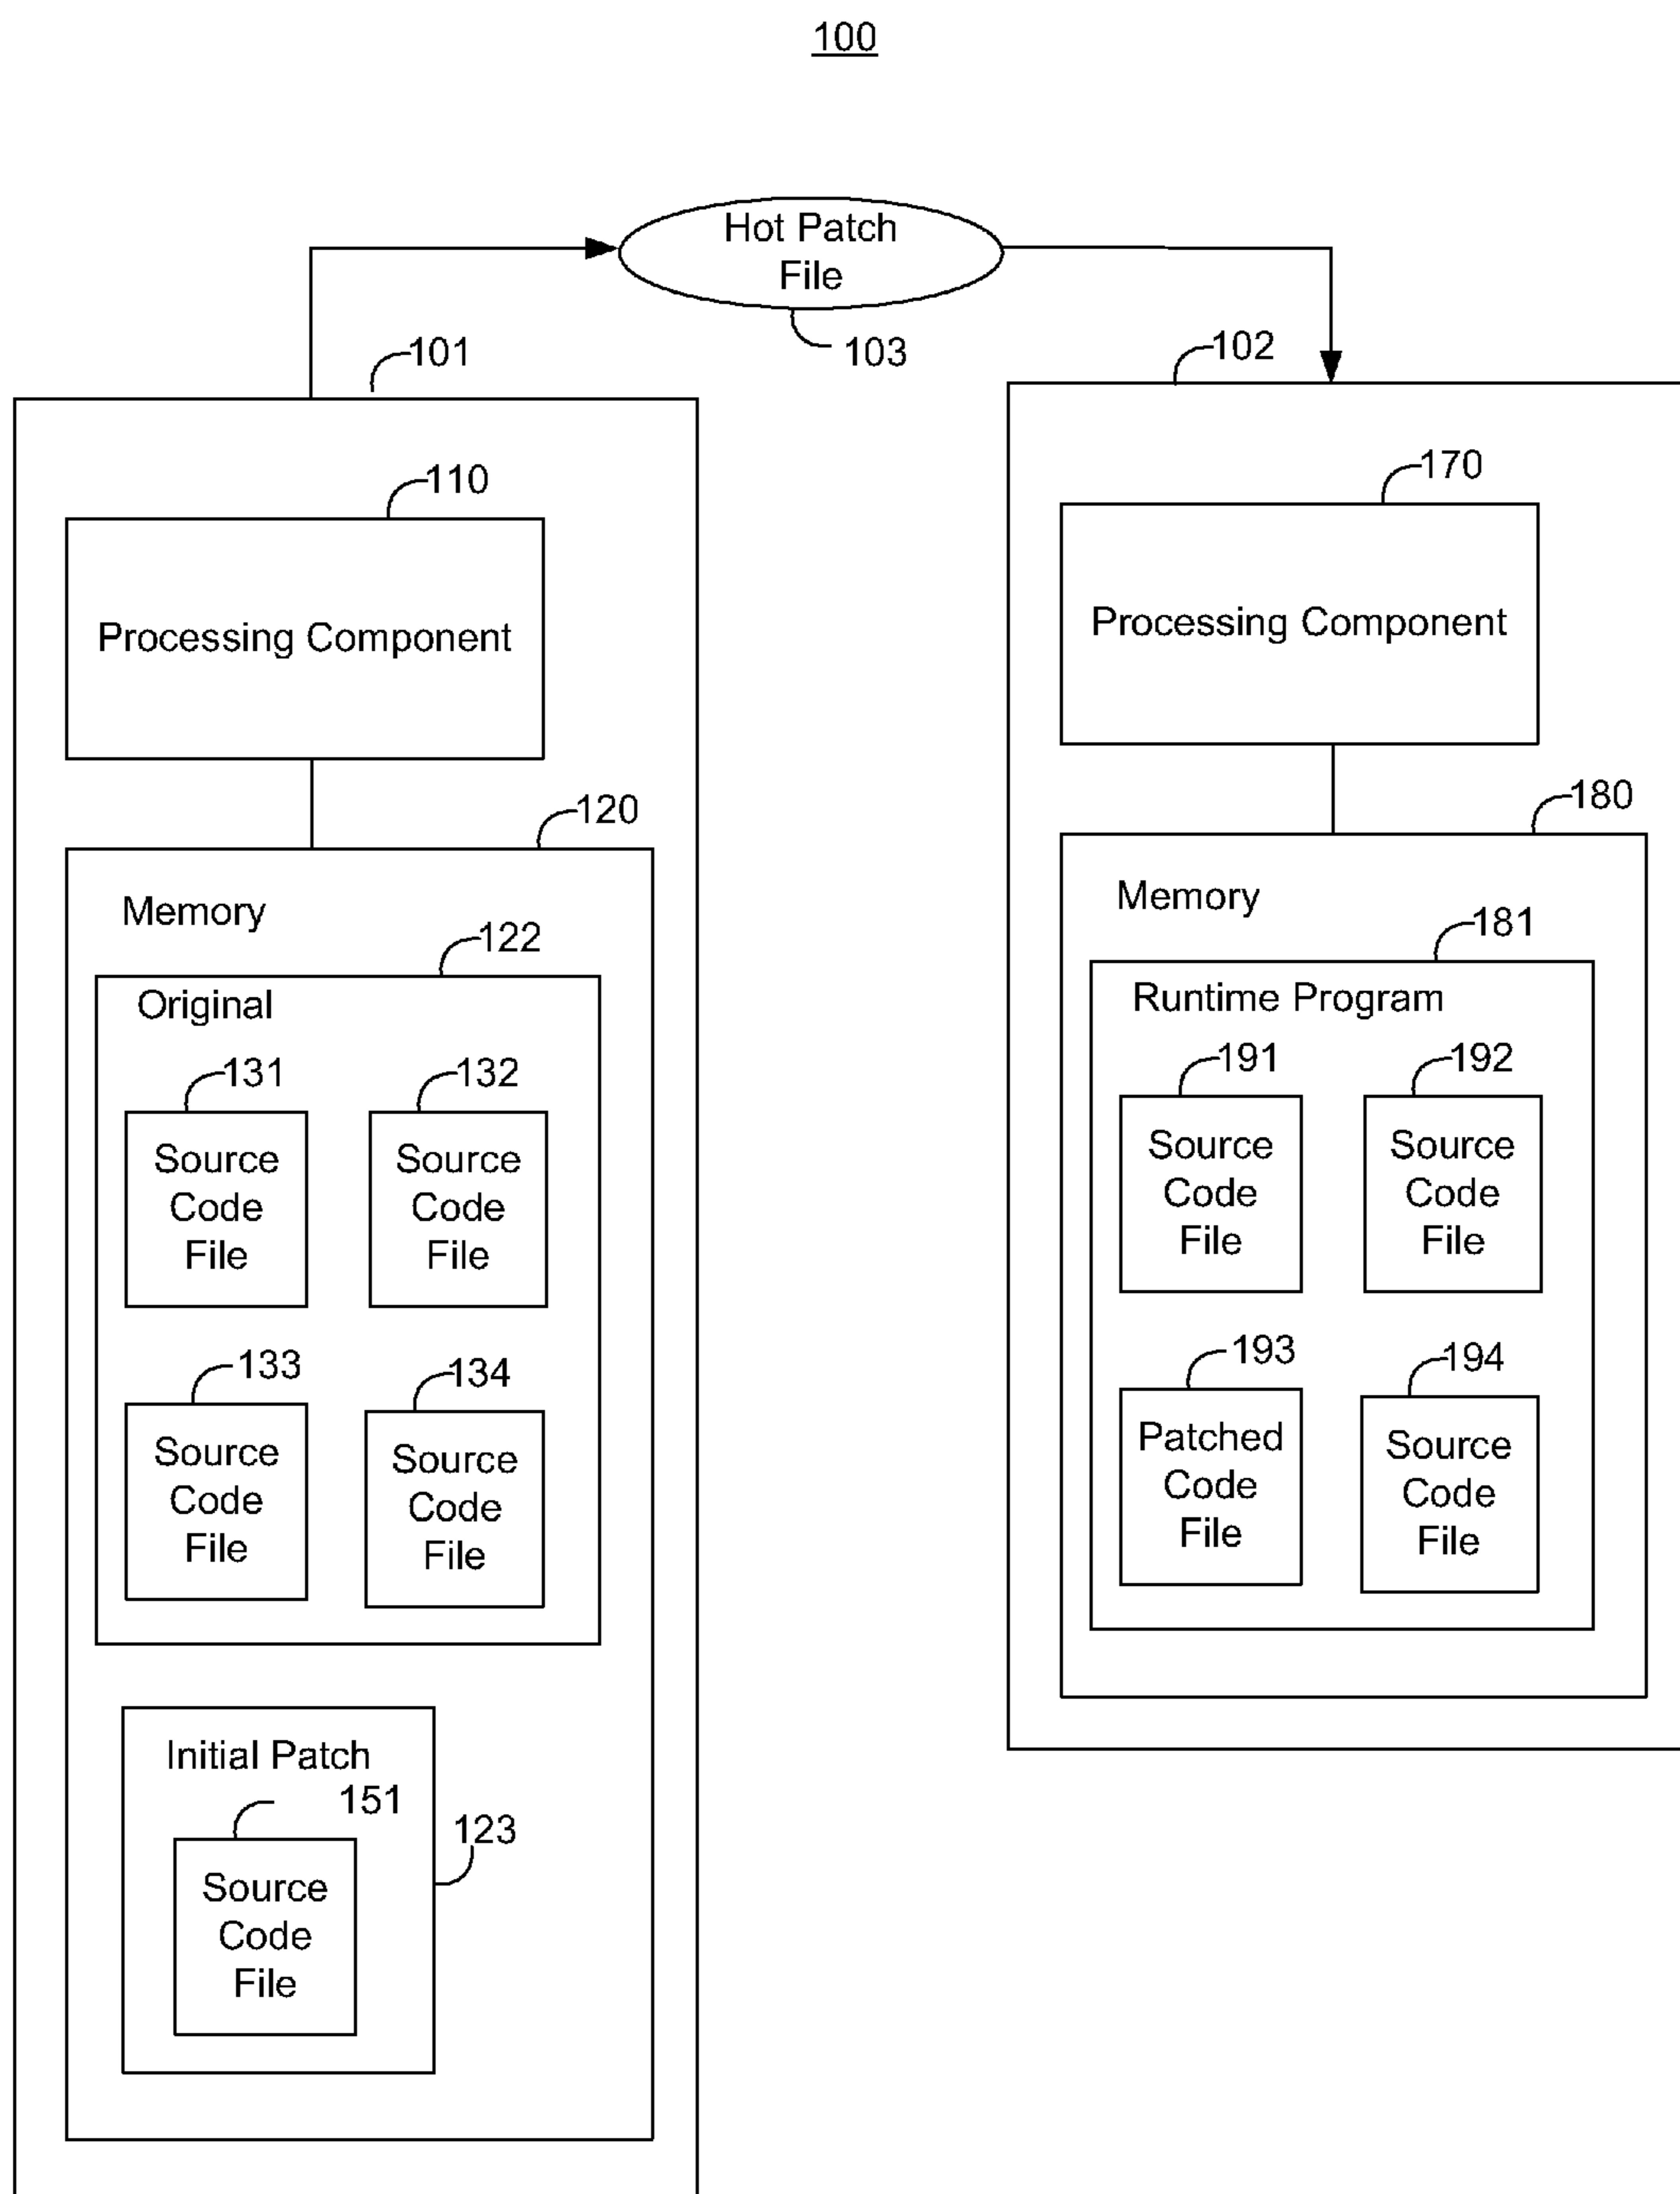 100
Hot Patch
File
103
101
110
Processing Component
120
Memory
122
Original
131
Source
Code
File
132
Source
Code
File
133
Source
Code
File
134
Source
Code
File
Initial Patch
151
123
Source
Code
File
102
170
Processing Component
180
Memory
181
Runtime Program
191
Source
Code
File
192
Source
Code
File
193
Patched
Code
File
194
Source
Code
File